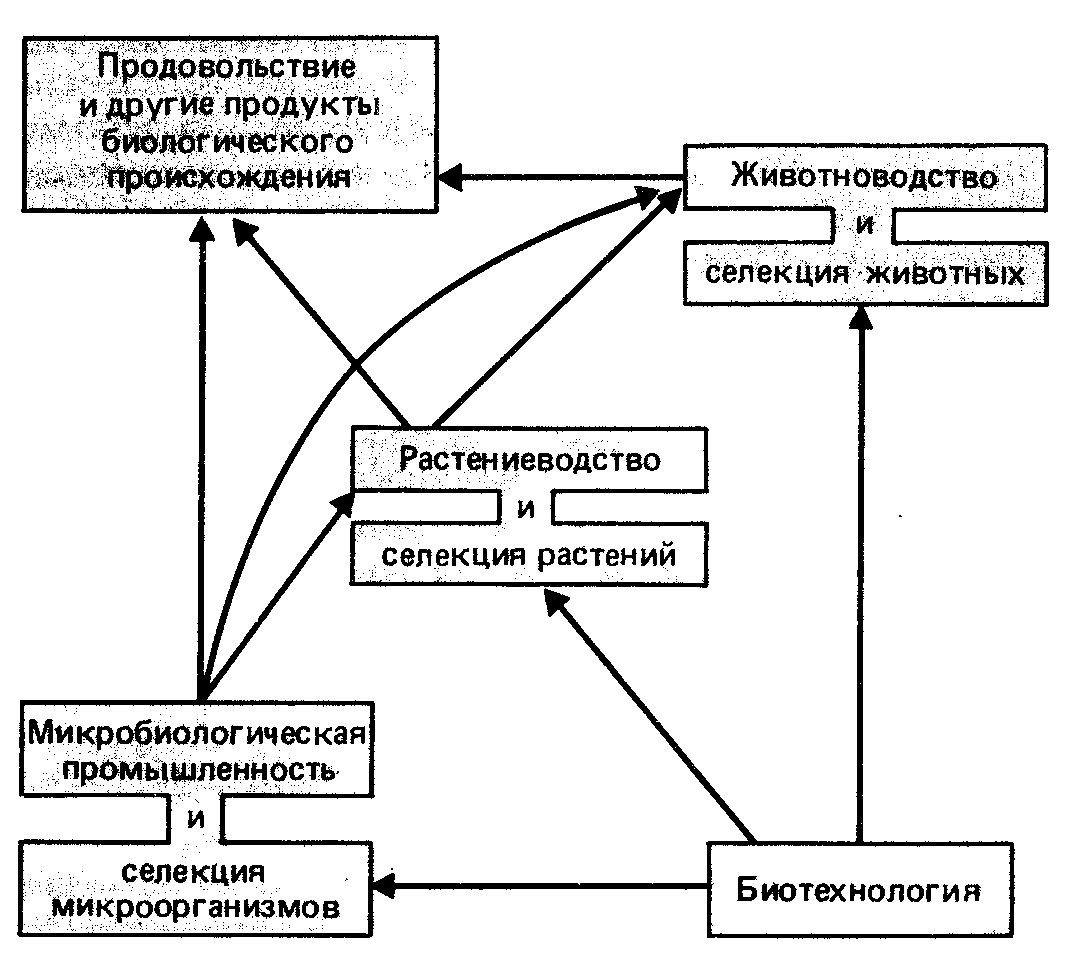 Продовольствие
и другие продукты
биологического
происхождения
Животноводство
и
селекция животных
Растениеводство
и
селекция растений
Микробиологическая
промышленность
и
селекция
микроорганизмов
Биотехнология